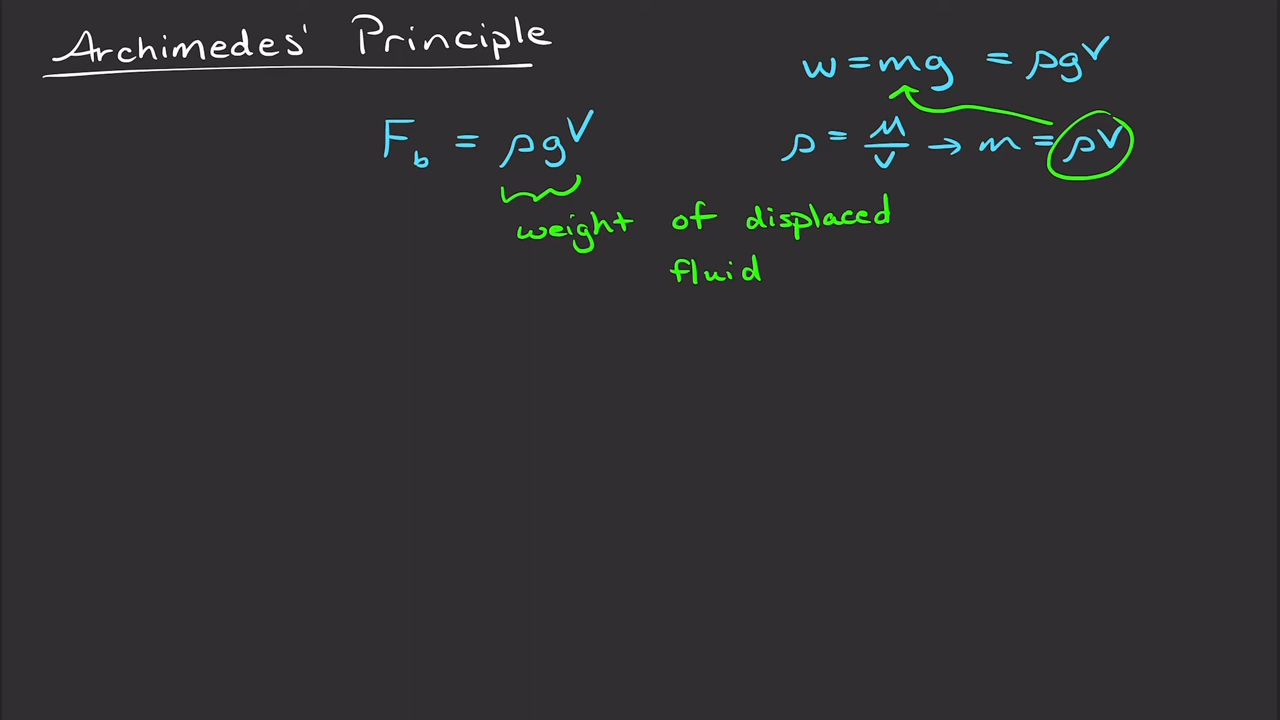 Archimedes' Principle
w = mg = ρgV
F_b = ρgV
ρ = m/V → m = ρV
weight of displaced
fluid